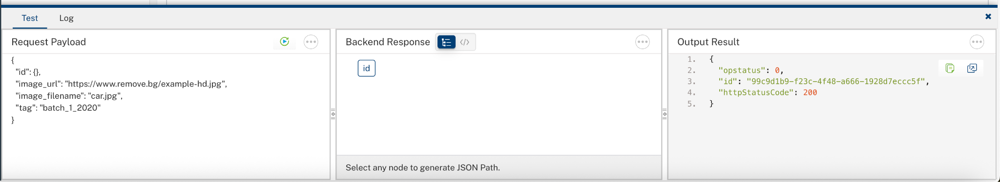 Test Log
Request Payload
{
"id": {},
"image_url": "https://www.remove.bg/example-hd.jpg",
"image_filename": "car.jpg",
"tag": "batch_1_2020"
}
Backend Response </>
id
Select any node to generate JSON Path.
Output Result
1. {
2. "opstatus": 0,
3. "id": "99c9d1b9-f23c-4f48-a666-1928d7eccc5f",
4. "httpStatusCode": 200
5. }